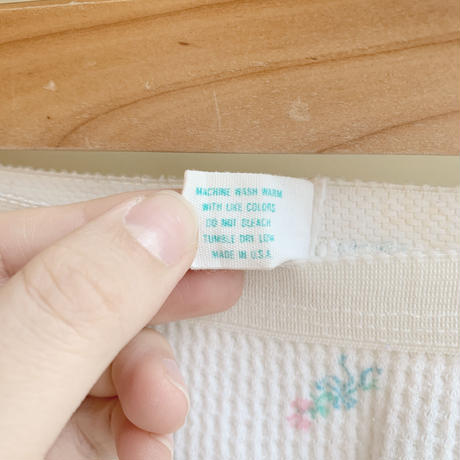 MACHINE WASH WARM
WITH LIKE COLORS
DO NOT BLEACH
TUMBLE DRY LOW
MADE IN U.S.A.